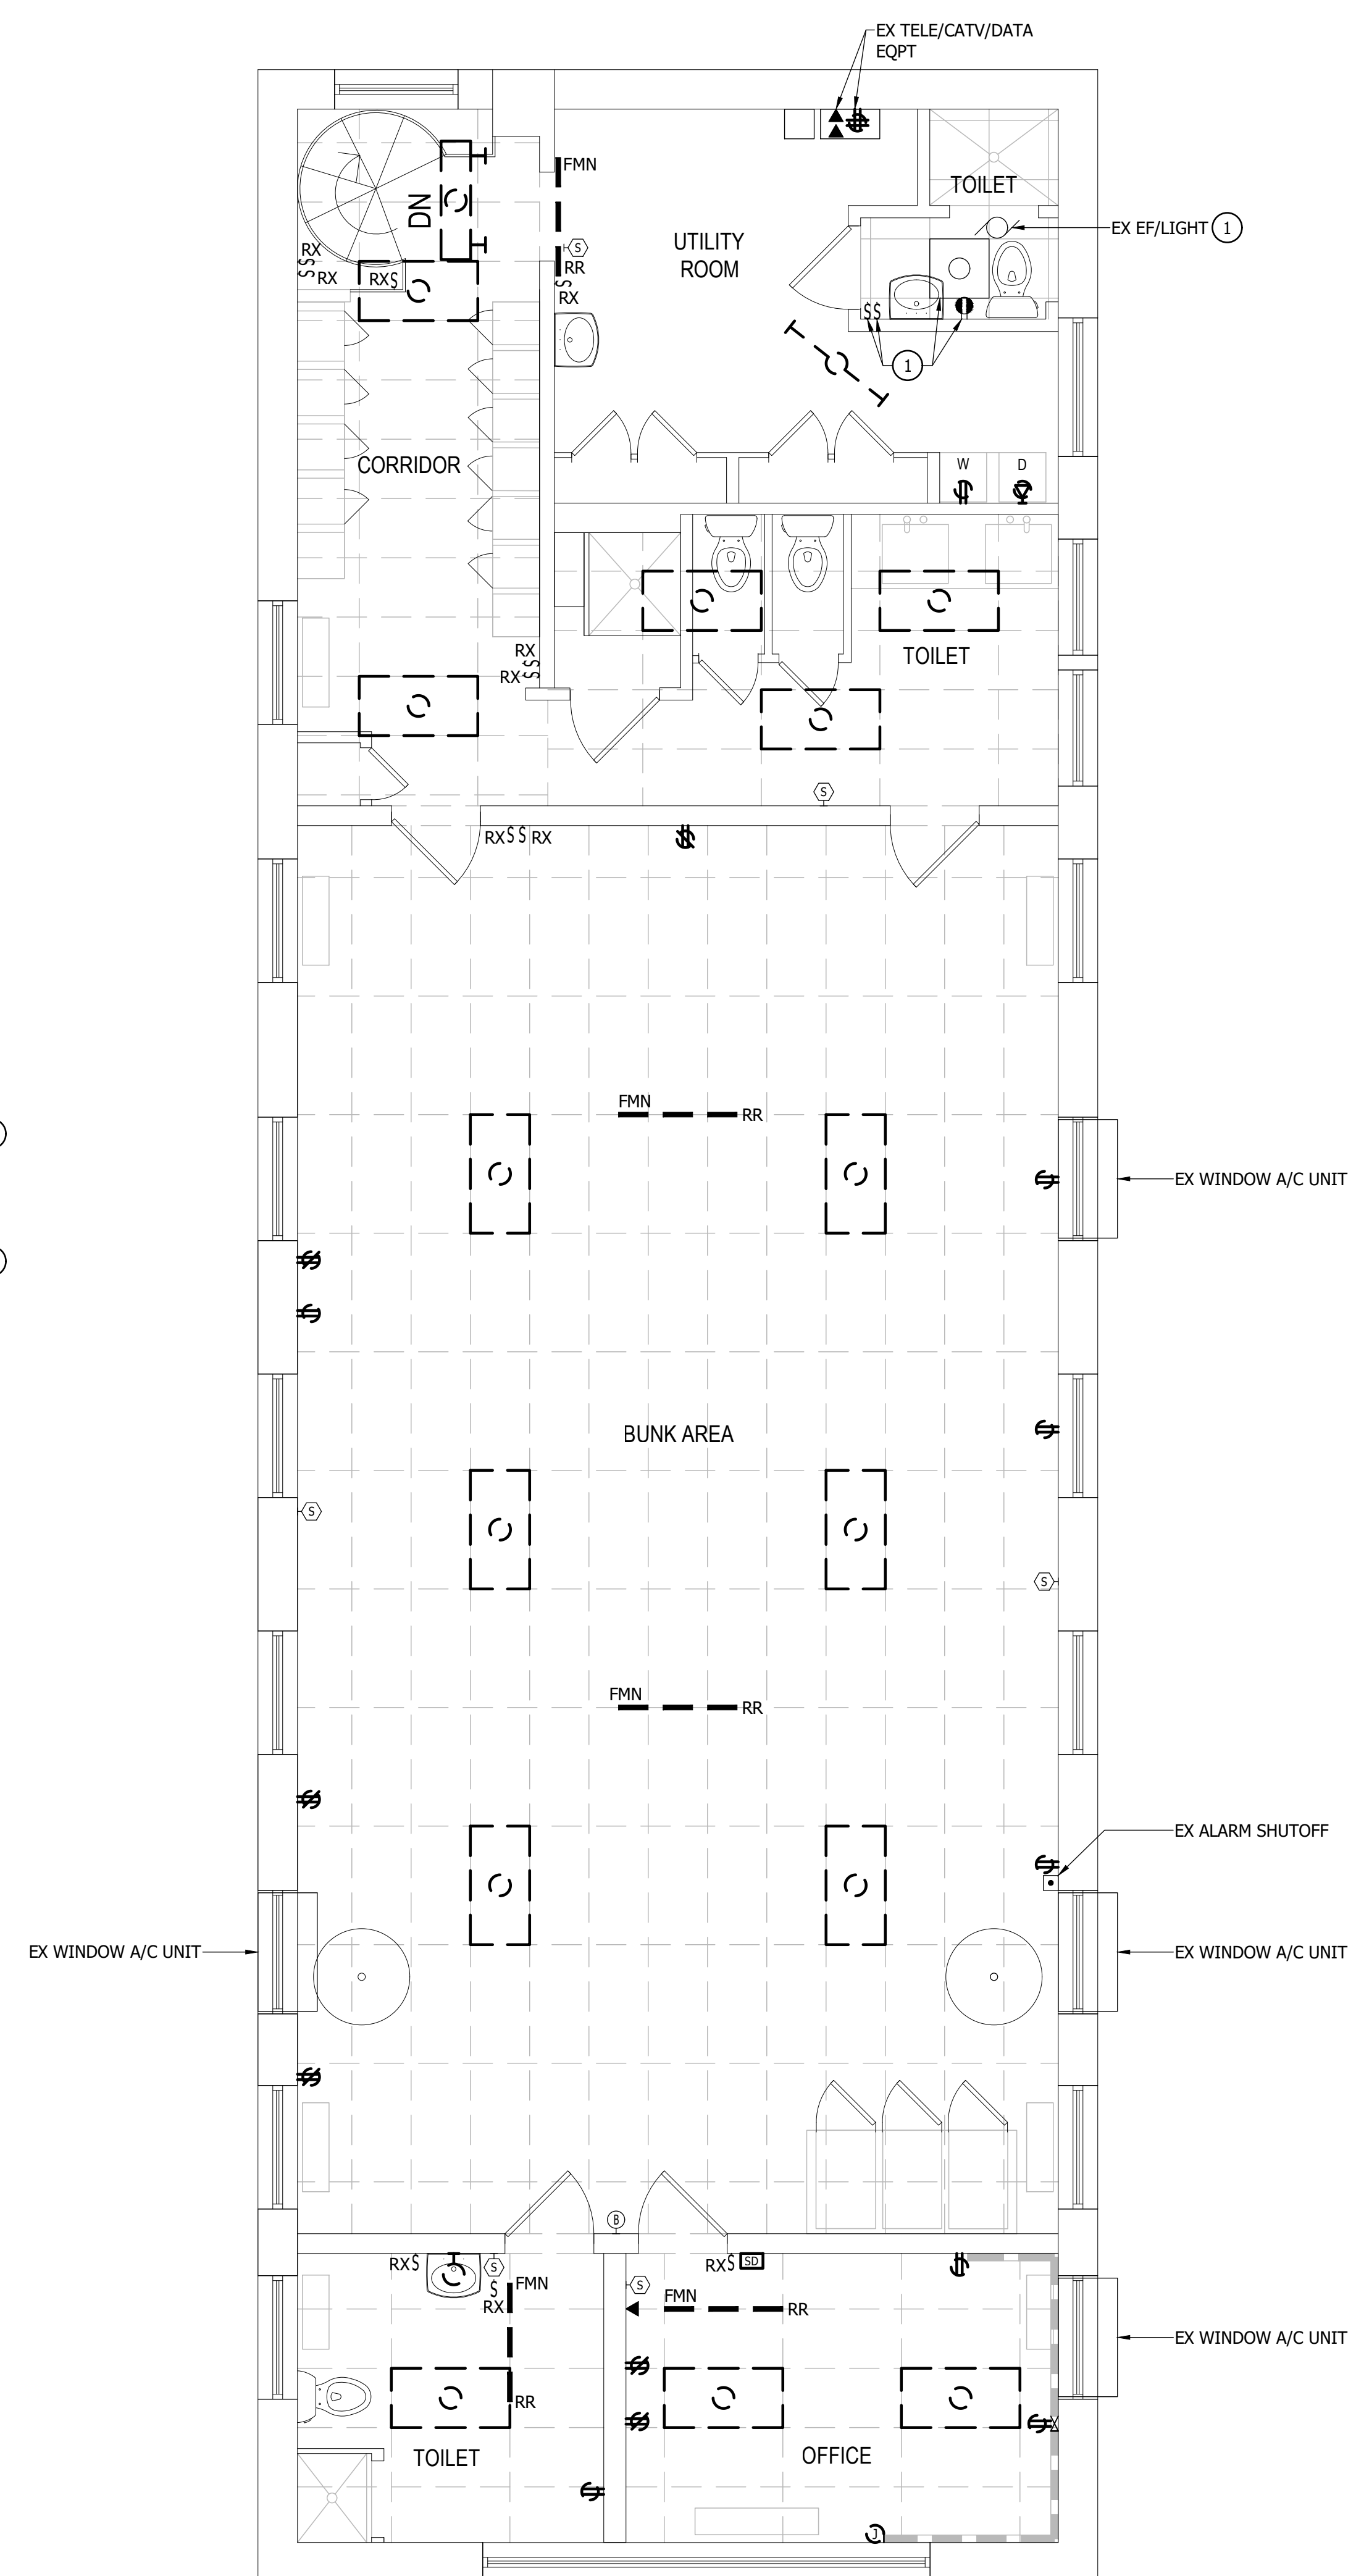 EX TELE/CATV/DATA
EQPT
FMN
TOILET
DN
EX EF/LIGHT 1
UTILITY
ROOM
S
RX
$$
RX
RX$
RR
$
RX
$$
1
CORRIDOR
W
D
RX
$$
RX
TOILET
S
RX$$RX
FMN
RR
EX WINDOW A/C UNIT
BUNK AREA
S
S
FMN
RR
EX ALARM SHUTOFF
EX WINDOW A/C UNIT
EX WINDOW A/C UNIT
B
RX$
S
RX$
SD
FMN
$
RX
S
FMN
RR
EX WINDOW A/C UNIT
RR
TOILET
OFFICE
J